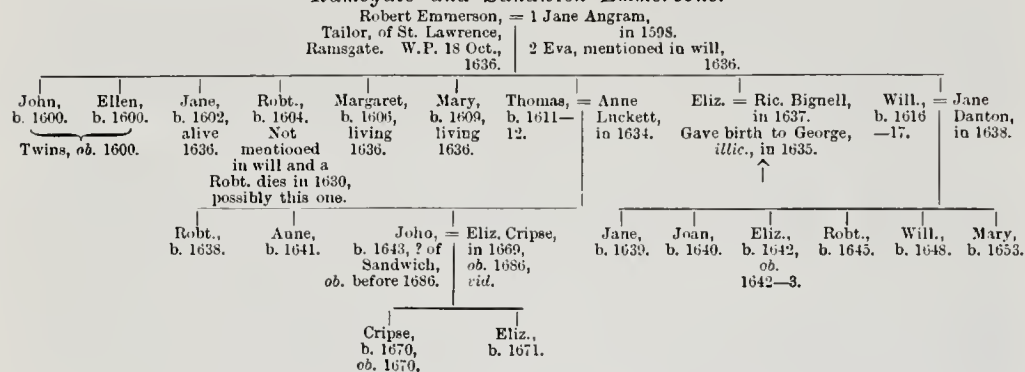 Ramsgate and Sandwich Emmersons.
Robert Emmerson, = 1 Jane Angram,
Tailor, of St. Lawrence, in 1598.
Ramsgate. W.P. 18 Oct., 2 Eva, mentioned in will,
1636. 1636.
John, Ellen, Jane, Robt., Margaret, Mary, Thomas, = Anne Eliz. = Ric. Bignell, Will., = Jane
b. 1600. b. 1600. b. 1602, b. 1604. b. 1606, b. 1609, b. 1611— Luckett, in 1637. b. 1616 Danton,
alive Not living living 12. in 1634. Gave birth to George, —17. in 1638.
Twins, ob. 1600. 1636. mentioned 1636. 1636. illic., in 1635.
in will and a
Robt. dies in 1630,
possibly this one.
Robt., Anne, John, = Eliz. Cripse, Jane, Joan, Eliz., Robt., Will., Mary,
b. 1638. b. 1641. b. 1643, ? of in 1669, b. 1639. b. 1640. b. 1642, b. 1645. b. 1648. b. 1653.
Sandwich, ob. 1686, ob.
ob. before 1686. vid. 1642—3.
Cripse, Eliz.,
b. 1670, b. 1671.
ob. 1670.